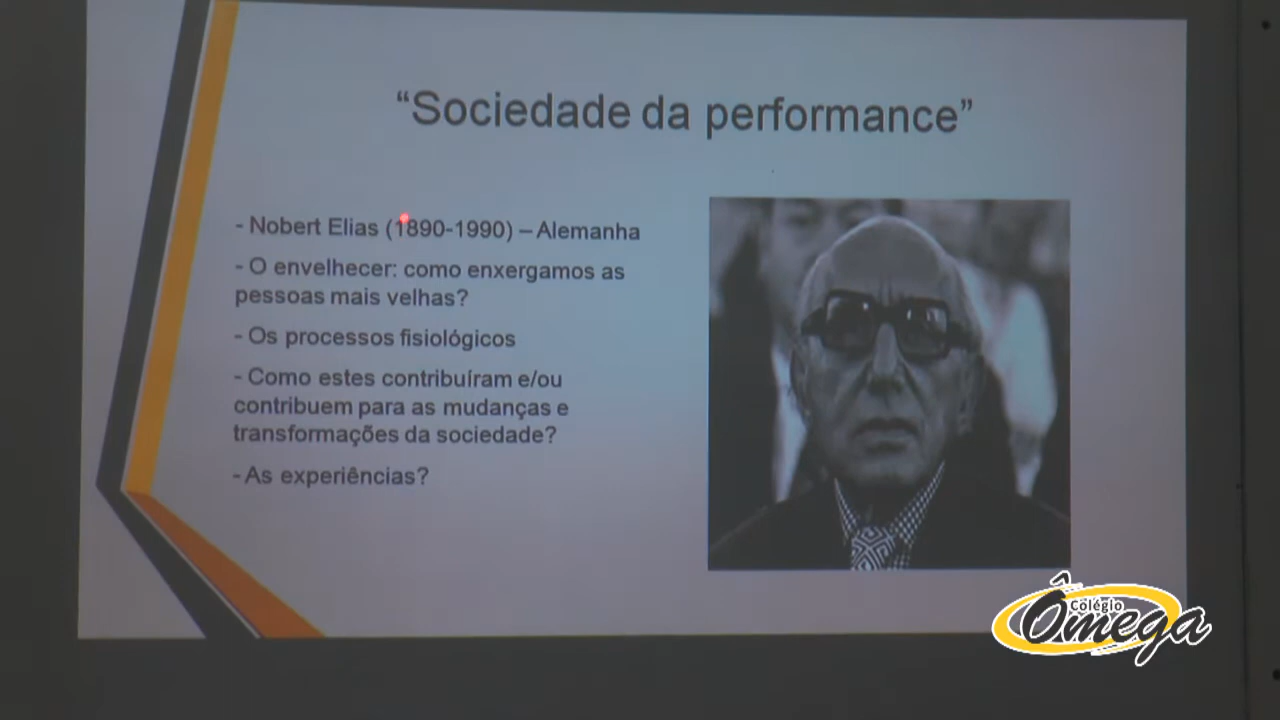 “Sociedade da performance”
- Nobert Elias (1890-1990) – Alemanha
- O envelhecer: como enxergamos as
pessoas mais velhas?
- Os processos fisiológicos
- Como estes contribuíram e/ou
contribuem para as mudanças e
transformações da sociedade?
- As experiências?
Colégio
Ômega